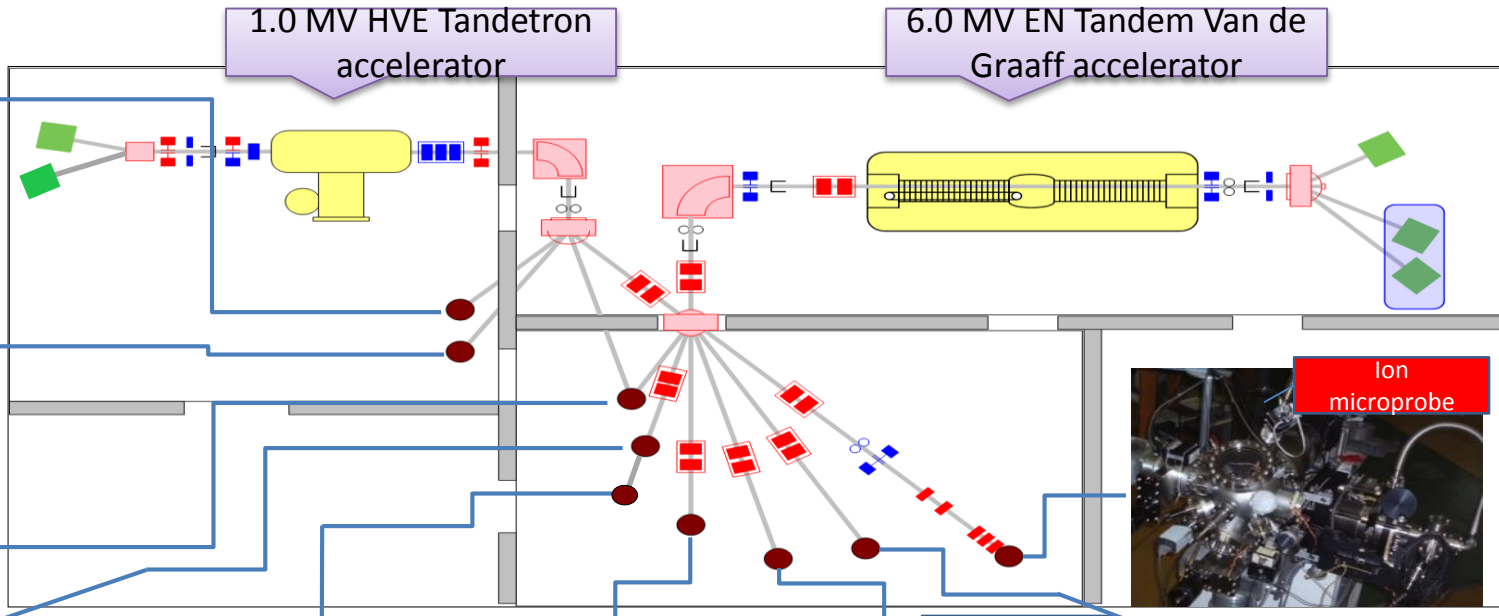 1.0 MV HVE Tandetron
accelerator
6.0 MV EN Tandem Van de
Graaff accelerator
Ion
microprobe